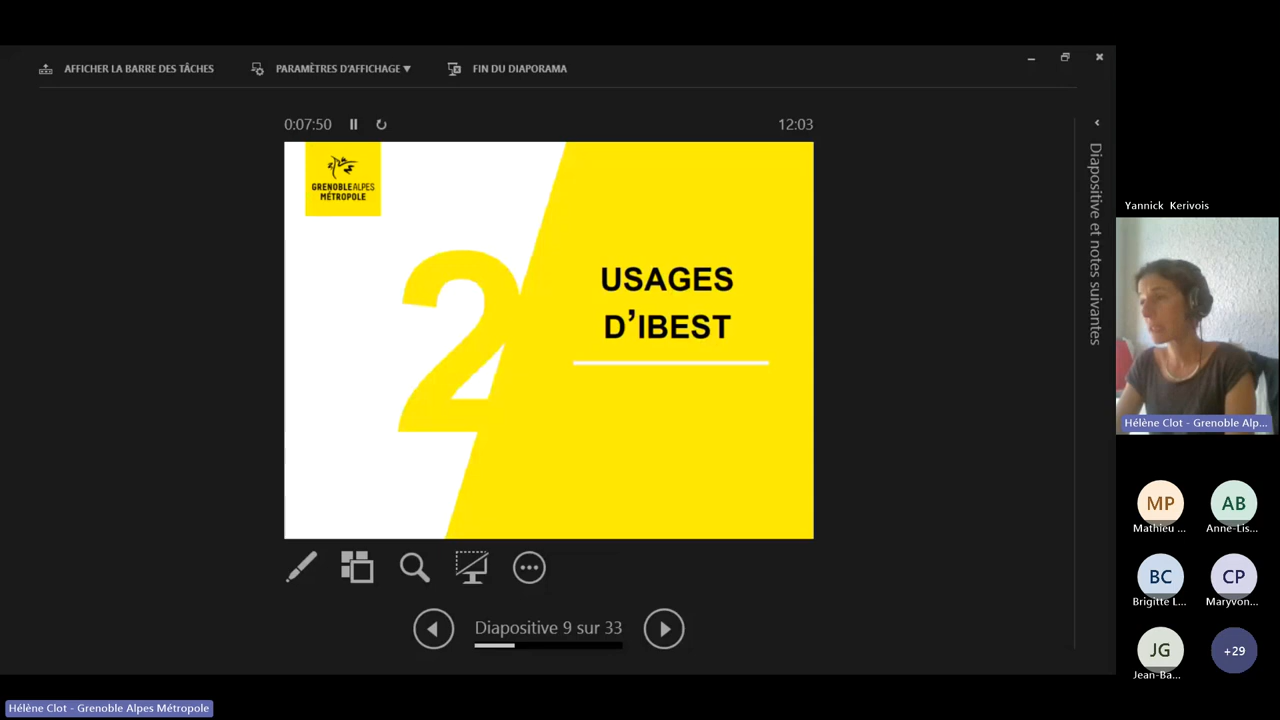 AFFICHER LA BARRE DES TÂCHES
PARAMÈTRES D'AFFICHAGE ▼
FIN DU DIAPORAMA
0:07:50
12:03
GRENOBLEALPES
MÉTROPOLE
2
USAGES
D'IBEST
Diapositive 9 sur 33
Diapositive et notes suivantes
Yannick Kerivois
Hélène Clot - Grenoble Alp...
MP
Mathieu ...
AB
Anne-Lis...
BC
Brigitte L...
CP
Maryvon...
JG
Jean-Ba...
+29
Hélène Clot - Grenoble Alpes Métropole